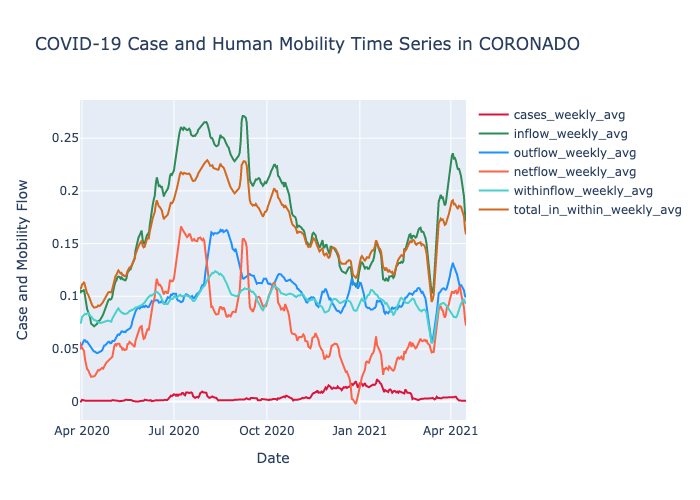 COVID-19 Case and Human Mobility Time Series in CORONADO
cases_weekly_avg
inflow_weekly_avg
outflow_weekly_avg
netflow_weekly_avg
withinflow_weekly_avg
total_in_within_weekly_avg
Case and Mobility Flow
0.25
0.2
0.15
0.1
0.05
0
Apr 2020
Jul 2020
Oct 2020
Jan 2021
Apr 2021
Date